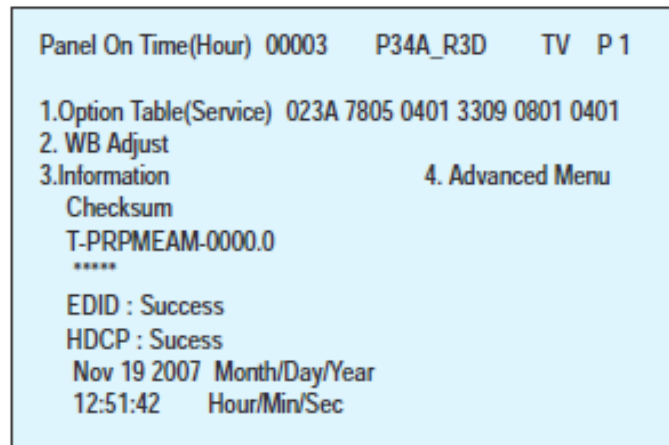 Panel On Time(Hour) 00003 P34A_R3D TV P 1
1.Option Table(Service) 023A 7805 0401 3309 0801 0401
2. WB Adjust
3.Information 4. Advanced Menu
Checksum
T-PRPMEAM-0000.0
*****
EDID : Success
HDCP : Sucess
Nov 19 2007 Month/Day/Year
12:51:42 Hour/Min/Sec